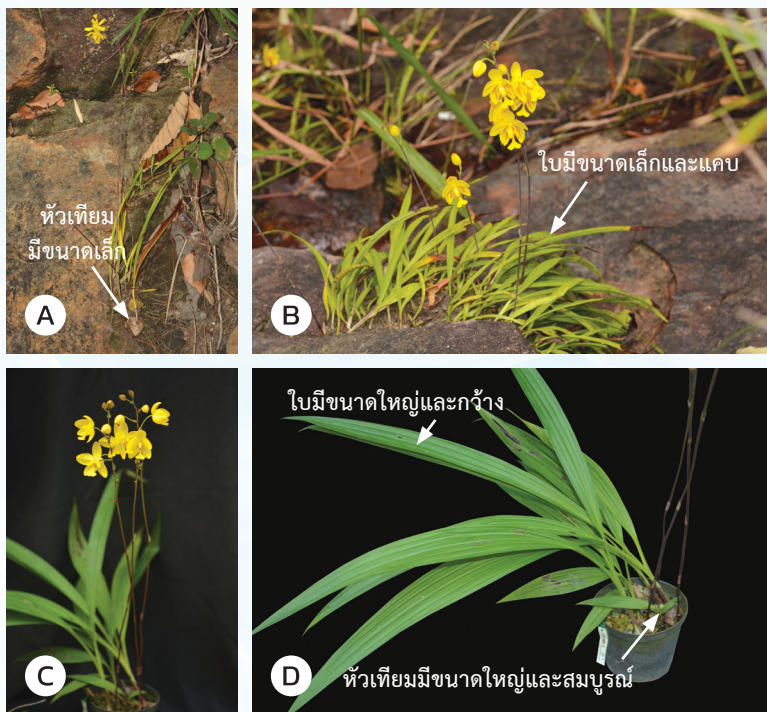 หัวเทียม
มีขนาดเล็ก
A
ใบมีขนาดเล็กและแคบ
B
C
ใบมีขนาดใหญ่และกว้าง
หัวเทียมมีขนาดใหญ่และสมบูรณ์
D